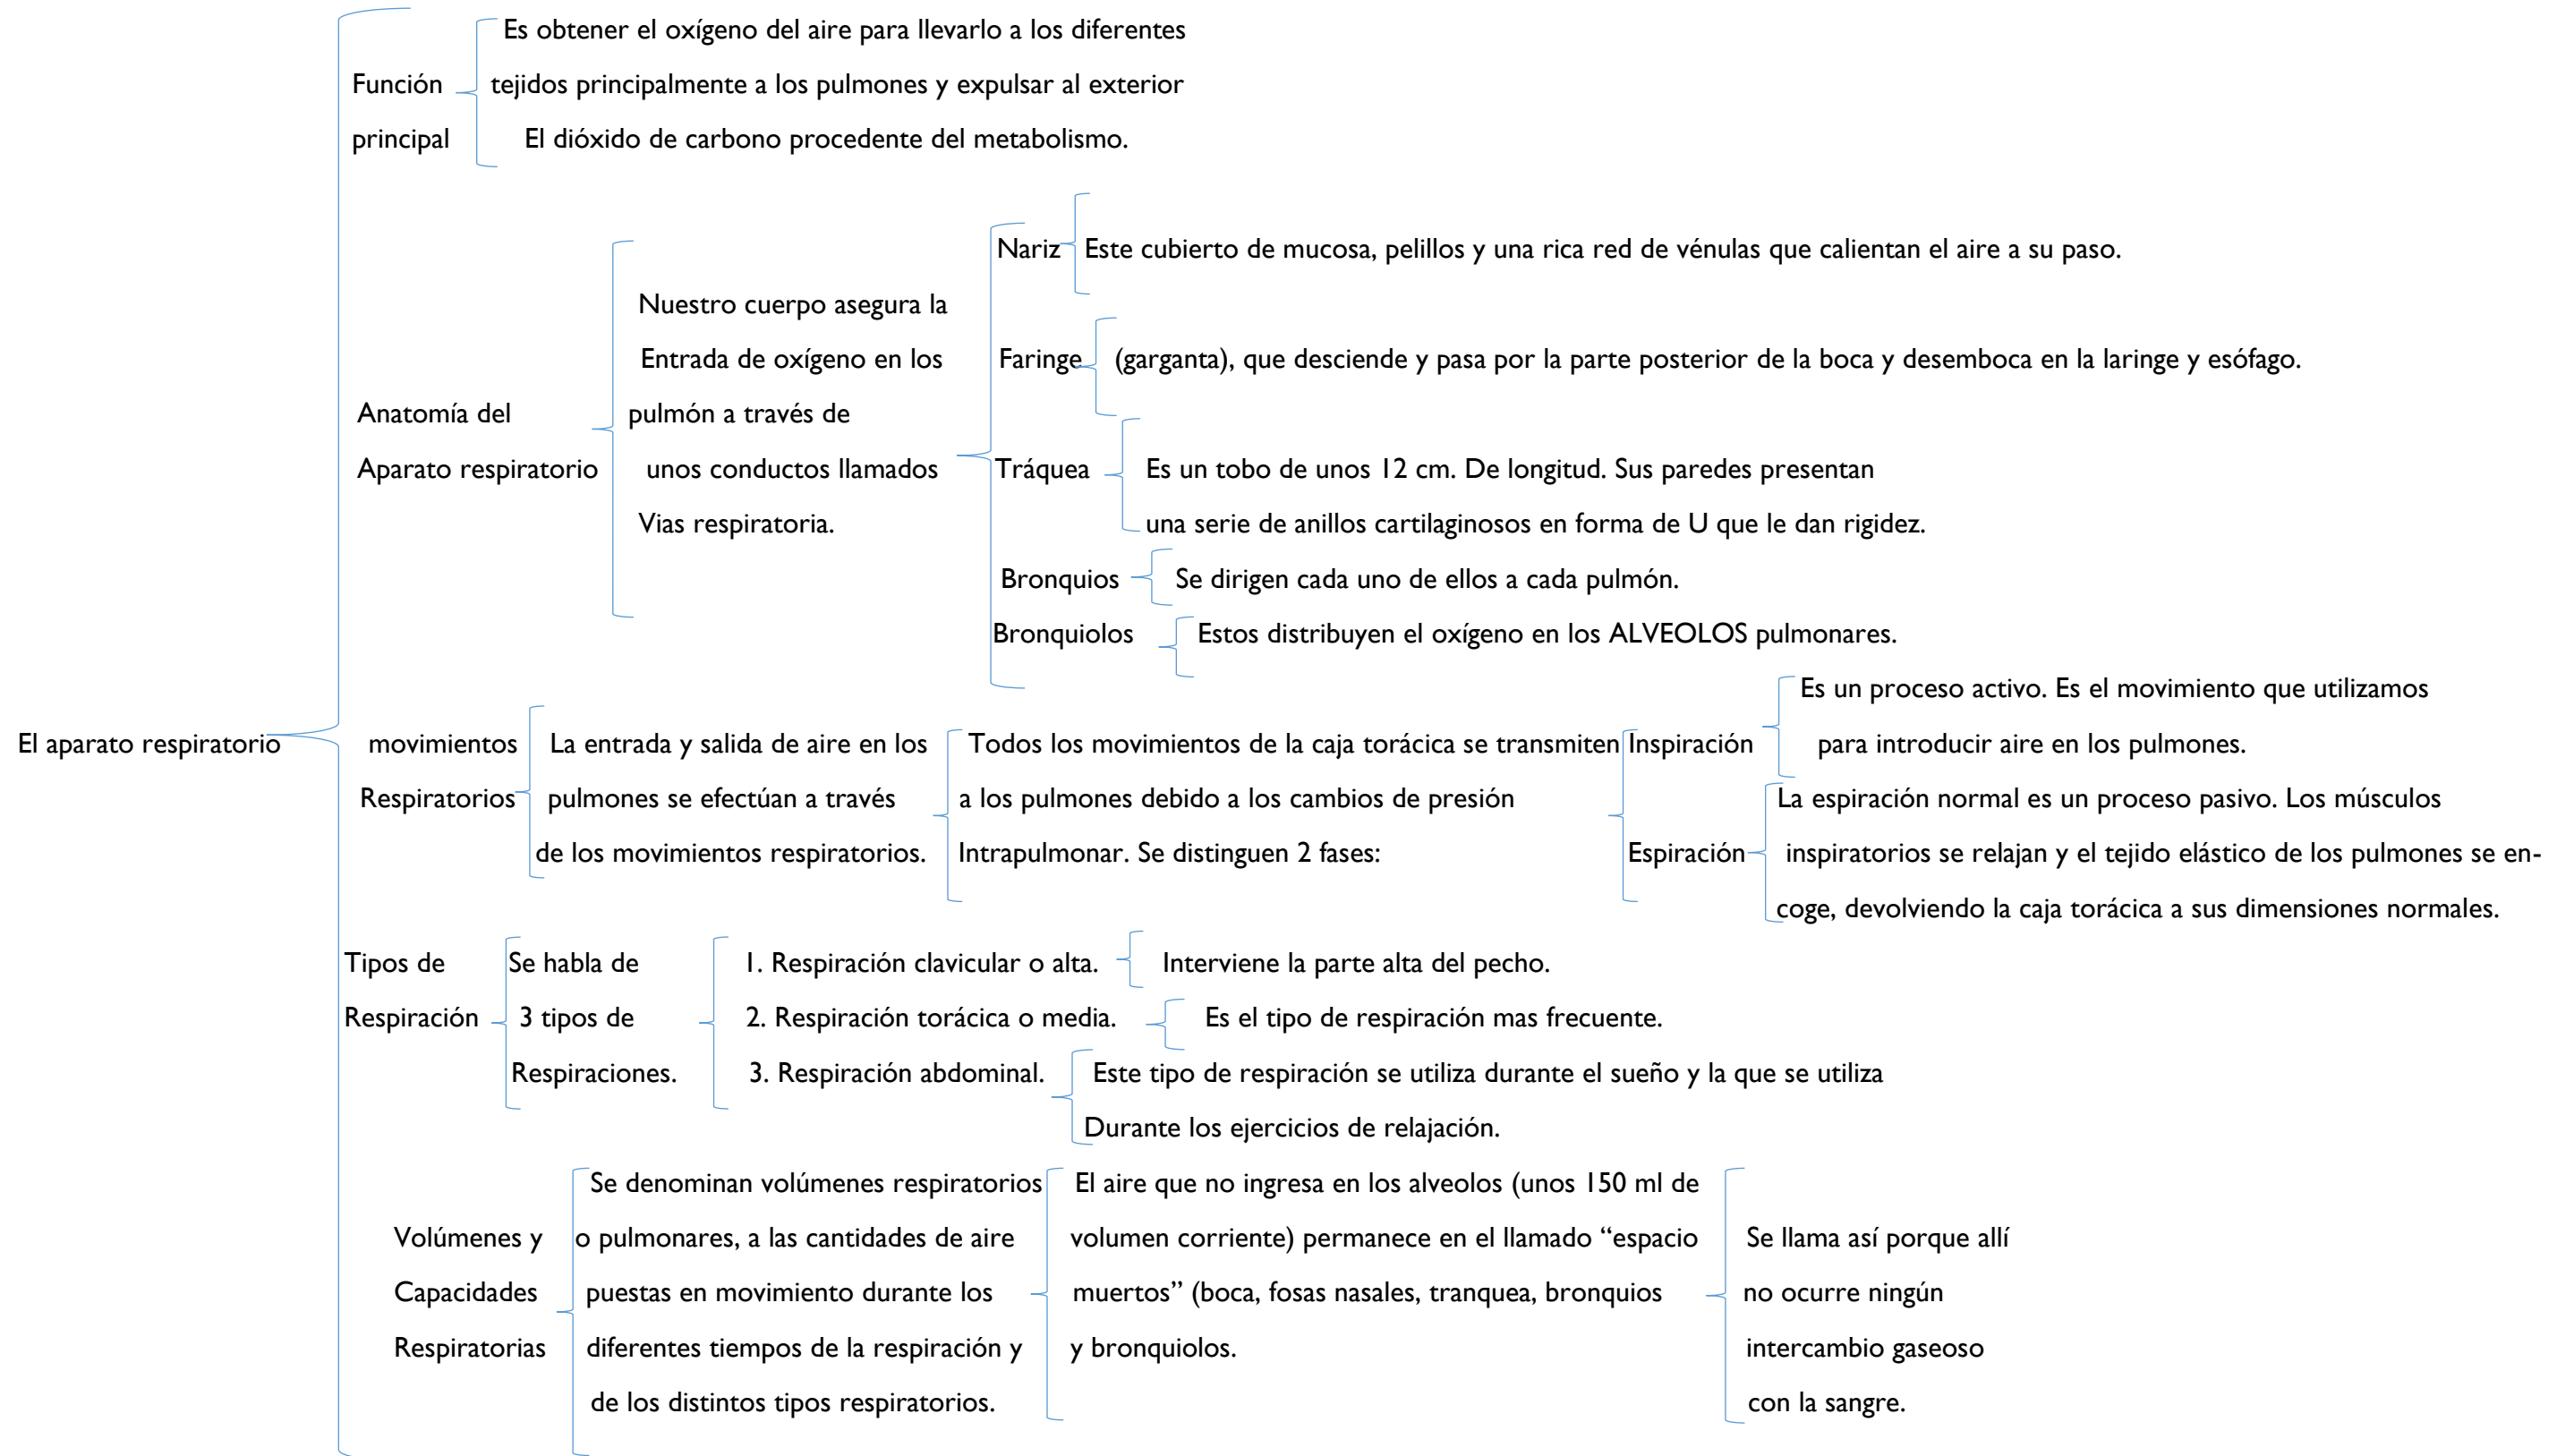 El aparato respiratorio
Función
principal
Es obtener el oxígeno del aire para llevarlo a los diferentes
tejidos principalmente a los pulmones y expulsar al exterior
El dióxido de carbono procedente del metabolismo.
Anatomía del
Aparato respiratorio
Nuestro cuerpo asegura la
Entrada de oxígeno en los
pulmón a través de
unos conductos llamados
Vias respiratoria.
Nariz
Este cubierto de mucosa, pelillos y una rica red de vénulas que calientan el aire a su paso.
Faringe
(garganta), que desciende y pasa por la parte posterior de la boca y desemboca en la laringe y esófago.
Tráquea
Es un tobo de unos 12 cm. De longitud. Sus paredes presentan
una serie de anillos cartilaginosos en forma de U que le dan rigidez.
Bronquios
Se dirigen cada uno de ellos a cada pulmón.
Bronquiolos
Estos distribuyen el oxígeno en los ALVEOLOS pulmonares.
movimientos
Respiratorios
La entrada y salida de aire en los
pulmones se efectúan a través
de los movimientos respiratorios.
Todos los movimientos de la caja torácica se transmiten
a los pulmones debido a los cambios de presión
Intrapulmonar. Se distinguen 2 fases:
Inspiración
Es un proceso activo. Es el movimiento que utilizamos
para introducir aire en los pulmones.
Espiración
La espiración normal es un proceso pasivo. Los músculos
inspiratorios se relajan y el tejido elástico de los pulmones se en-
coge, devolviendo la caja torácica a sus dimensiones normales.
Tipos de
Respiración
Se habla de
3 tipos de
Respiraciones.
1. Respiración clavicular o alta.
Interviene la parte alta del pecho.
2. Respiración torácica o media.
Es el tipo de respiración mas frecuente.
3. Respiración abdominal.
Este tipo de respiración se utiliza durante el sueño y la que se utiliza
Durante los ejercicios de relajación.
Volúmenes y
Capacidades
Respiratorias
Se denominan volúmenes respiratorios
o pulmonares, a las cantidades de aire
puestas en movimiento durante los
diferentes tiempos de la respiración y
de los distintos tipos respiratorios.
El aire que no ingresa en los alveolos (unos 150 ml de
volumen corriente) permanece en el llamado “espacio
muertos” (boca, fosas nasales, tranquea, bronquios
y bronquiolos.
Se llama así porque allí
no ocurre ningún
intercambio gaseoso
con la sangre.